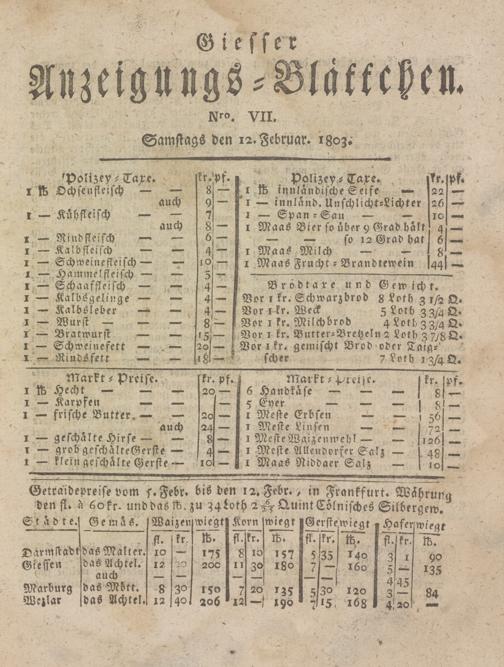 Giesser
Anzeigungs-Blättchen.
Nro. VII.
Samstags den 12. Februar. 1803.
Polizey-Taxe. kr. pf.
1 ℔ Ochsenfleisch — — 8 —
auch 9 —
1 — Kühfleisch — — 7 —
auch 8 —
1 — Rindfleisch — — 6 —
1 — Kalbfleisch — — 4 —
1 — Schweinefleisch — 10 —
1 — Hammelfleisch — 5 —
1 — Schaaffleisch — 4 —
1 — Kalbsgelinge — 4 —
1 — Kalbsleber — 4 —
1 — Wurst — — 8 —
1 — Bratwurst — 15 —
1 — Schweinefett — 20 —
1 — Rindsfett — 18 —
Polizey-Taxe. kr. pf.
1 ℔ innländische Seife — 22 —
1 — innländ. Unschlicht-Lichter 26 —
1 — Span-Sau — 10 —
1 Maas Bier so über 9 Grad hält 4 —
— — so 12 Grad hat 6 —
1 Maas Milch — 8 —
1 Maas Frucht-Brandtewein 44 —
Brödtaxe und Gewicht.
Vor 1 kr. Schwarzbrod 8 Loth 3 1/2 Q.
Vor 1 kr. Weck 5 Loth 3 3/4 Q.
Vor 1 kr. Milchbrod 4 Loth 3 3/4 Q.
Vor 1 kr. Butter-Bretzeln 2 Loth 3 7/8 Q.
Vor 1 kr. gemischt Brod oder Taig-
scher 7 Loth 1 3/4 Q.
Markt-Preise. kr. pf.
1 ℔ Hecht — — 20 —
1 — Karpfen — — — —
1 — frische Butter — 20 —
auch 24 —
1 — geschälte Hirse — 8 —
1 — grob geschälte Gerste — 4 —
1 — klein geschälte Gerste — 10 —
Markt-Preise. kr. pf.
6 Handkäse — 8 —
5 Eyer — — 8 —
1 Meste Erbsen — 56 —
1 Meste Linsen — 72 —
1 Meste Waizenmehl — 126 —
1 Meste Allendorfer Salz — 48 —
1 Maas Niddaer Salz — 10 —
Getraidepreise vom 5. Febr. bis den 12. Febr., in Frankfurt. Währung
den fl. à 60 kr. und das ℔. zu 34 Loth Quint Cölnisches Silbergew.
Städte. Gemäs. Waizen wiegt Korn wiegt Gerste wiegt Hafer wiegt
fl. kr. ℔. fl. kr. ℔. fl. kr. ℔. fl. kr. ℔.
Darmstadt das Malter. 10 — 175 8 10 157 5 35 140 3 1 90
Giessen das Achtel. 12 20 200 11 30 180 7 — 160 5 — 135
auch — — — — — — 4 45
Marburg das Mött. 8 30 150 7 20 135 5 30 120 3 — 84
Wezlar das Achtel. 12 40 206 12 — 190 7 15 168 4 20 —